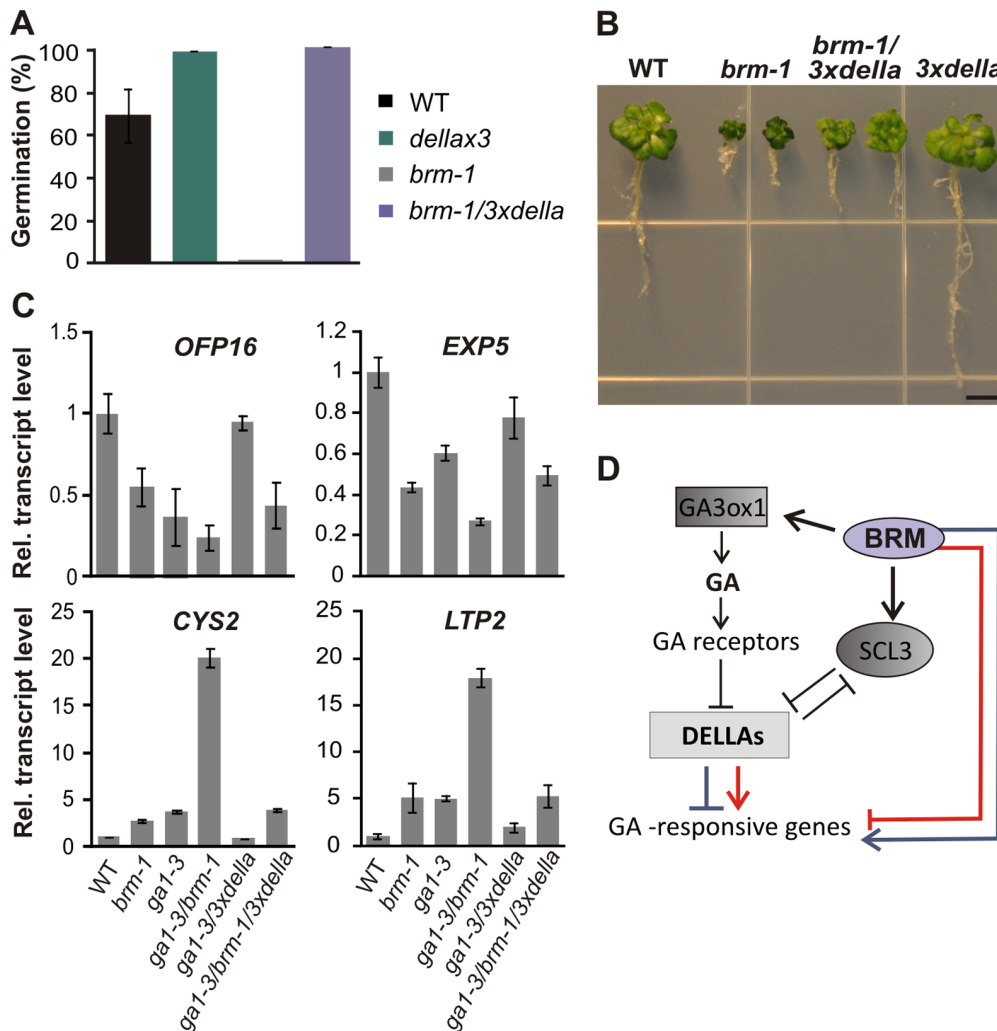 A
Germination (%)
100
80
60
40
20
0
WT
dellax3
brm-1
brm-1/3xdella
B
WT
brm-1
brm-1/
3xdella
3xdella
C
Rel. transcript level
1.5
1
0.5
0
OFP16
1.2
1
0.8
0.6
0.4
0.2
0
EXP5
Rel. transcript level
25
20
15
10
5
0
CYS2
25
20
15
10
5
0
LTP2
WT
brm-1
ga1-3
ga1-3/brm-1
ga1-3/3xdella
ga1-3/brm-1/3xdella
WT
brm-1
ga1-3
ga1-3/brm-1
ga1-3/3xdella
ga1-3/brm-1/3xdella
D
GA3ox1
BRM
GA
GA receptors
SCL3
DELLAs
GA -responsive genes